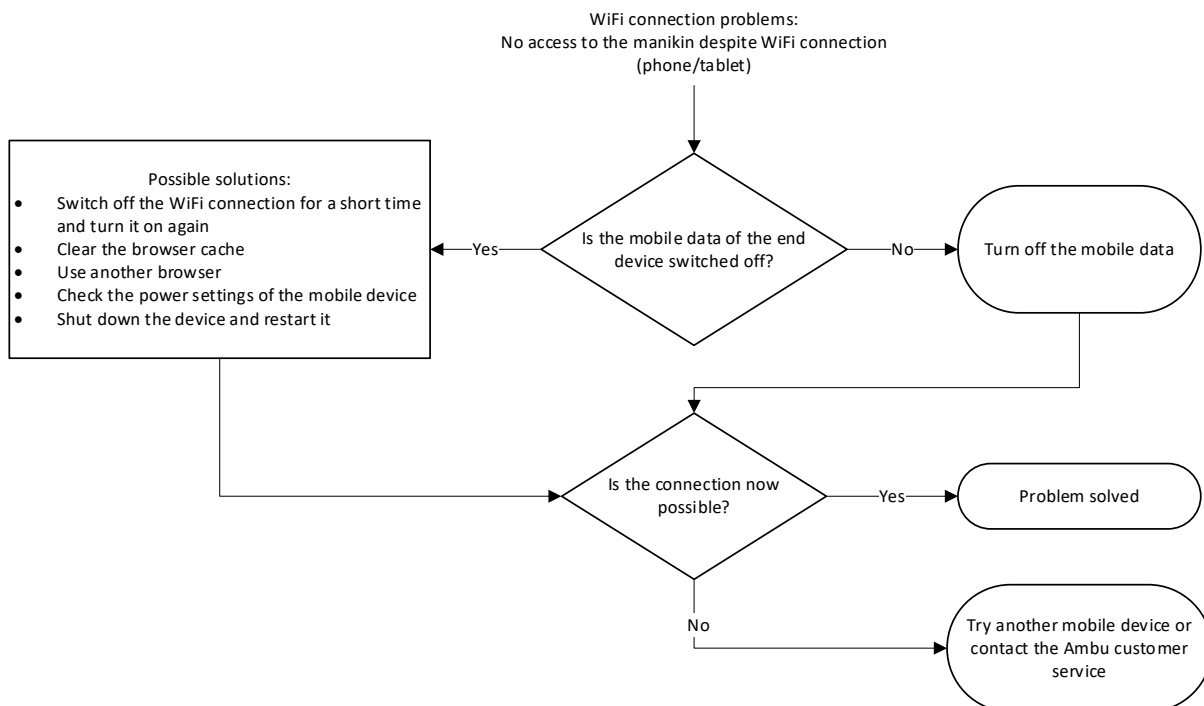 WiFi connection problems:
No access to the manikin despite WiFi connection
(phone/tablet)
Possible solutions:
• Switch off the WiFi connection for a short time
and turn it on again
• Clear the browser cache
• Use another browser
• Check the power settings of the mobile device
• Shut down the device and restart it
Yes
Is the mobile data of the end
device switched off?
No
Turn off the mobile data
Is the connection now
possible?
Yes
Problem solved
No
Try another mobile device or
contact the Ambu customer
service